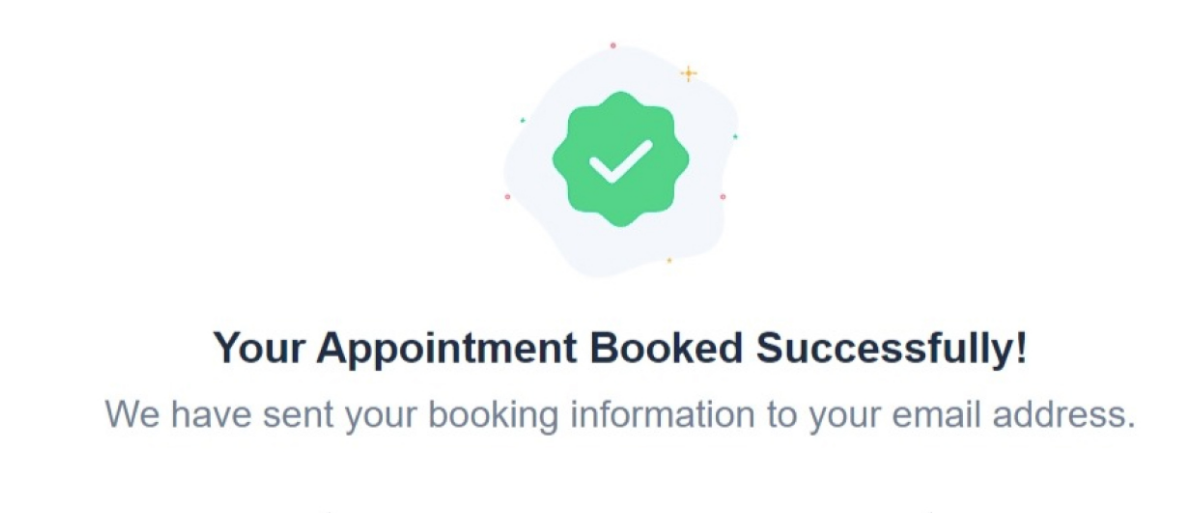 Your Appointment Booked Successfully!
We have sent your booking information to your email address.